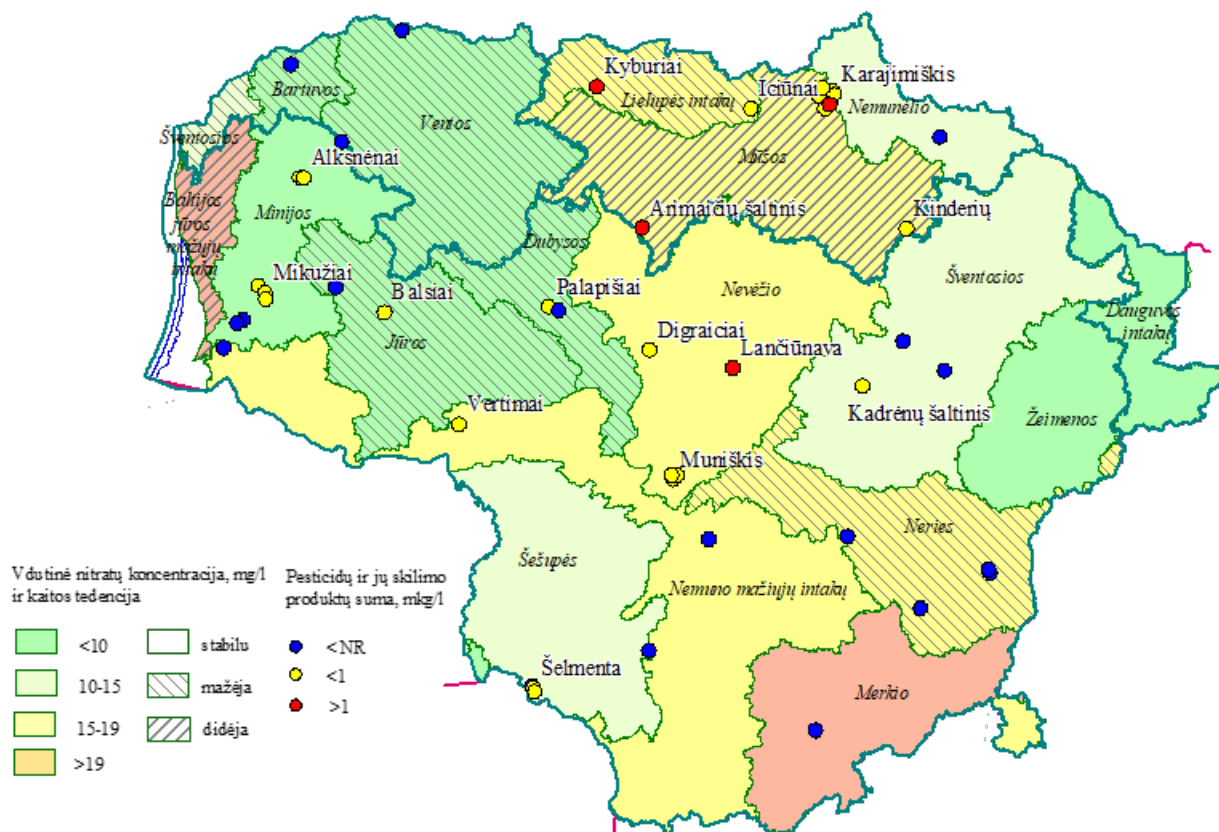 Kyburiai
Karajimiškis
Iciūnai
Bartuvos
Lielupės intakų
Nemunėlio
Ventos
Šventosios
Mūšos
Alksnėnai
Baltijos
jūros
mažųjų
intakų
Minijos
Arimaičių šaltinis
Kinderių
Dubysos
Mikužiai
Balsiai
Palapišiai
Nevėžio
Šventosios
Dauguvos
intakų
Jūros
Digraiciai
Lančiūnava
Vertimai
Kadrėnų šaltinis
Žeimenos
Muniškis
Neries
Šešupės
Nemuno mažiųjų intakų
Šelmenta
Merkio
Vdutinė nitratų koncentracija, mg/l
ir kaitos tedencija
Pesticidų ir jų skilimo
produktų suma, mkg/l
<10
stabilu
<NR
10-15
mažėja
<1
15-19
didėja
>1
>19